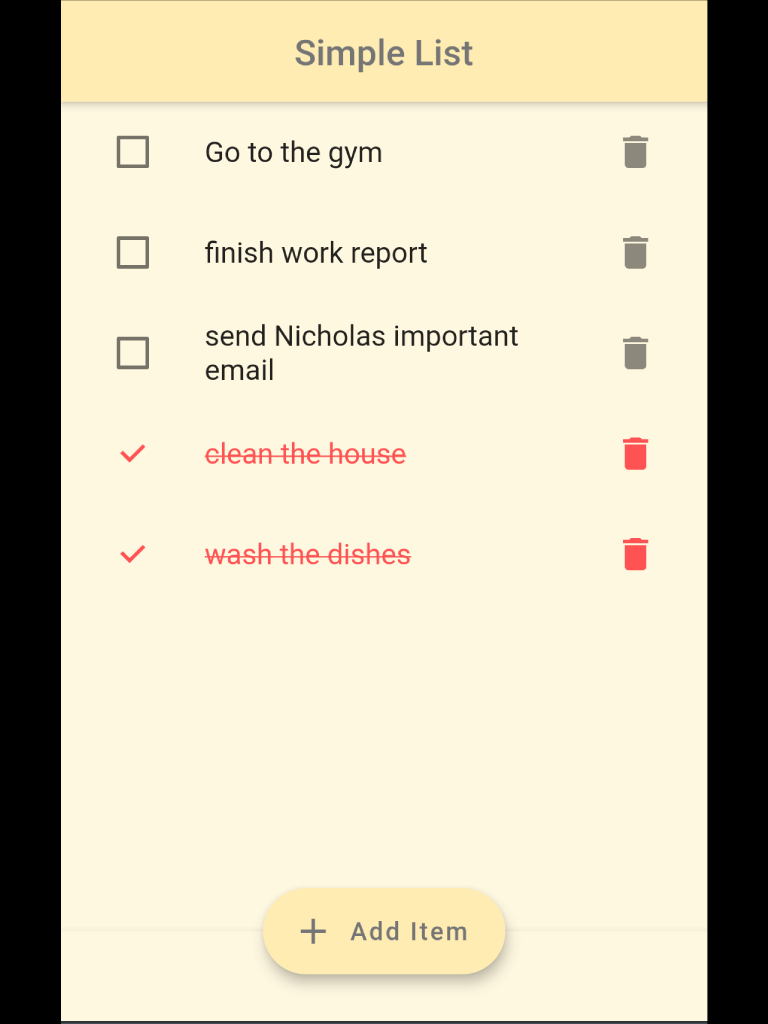 Simple List
Go to the gym
finish work report
send Nicholas important
email
clean the house
wash the dishes
Add Item